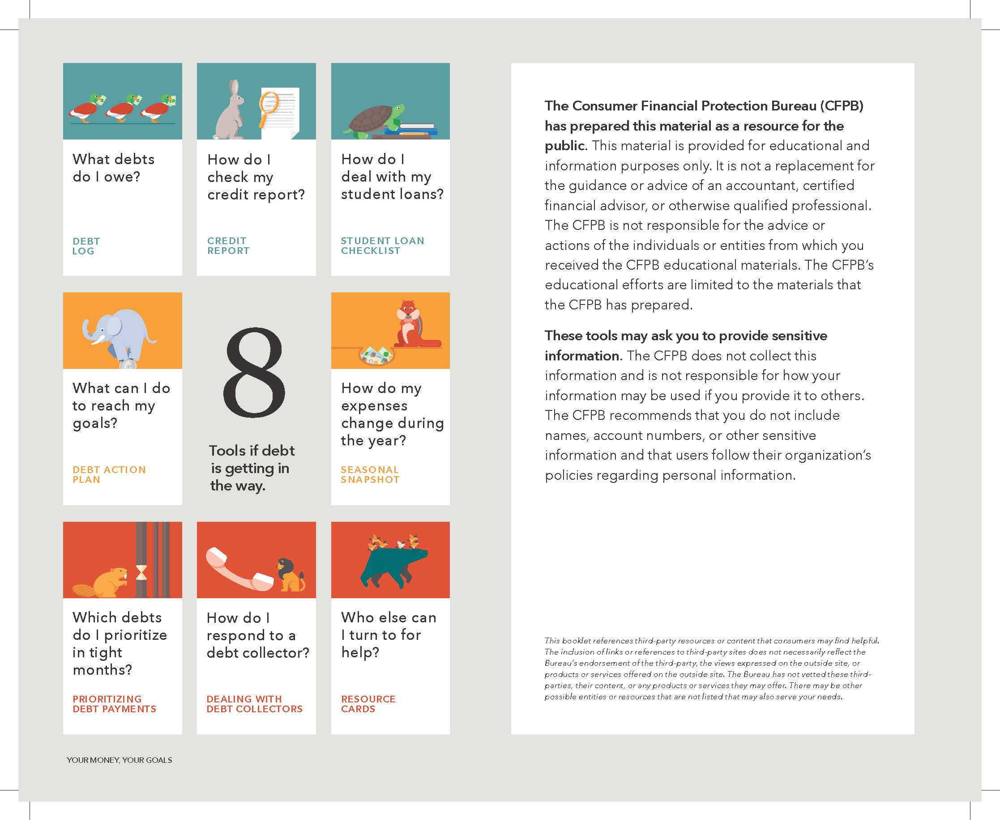 What debts
do I owe?
DEBT
LOG
How do I
check my
credit report?
CREDIT
REPORT
How do I
deal with my
student loans?
STUDENT LOAN
CHECKLIST
What can I do
to reach my
goals?
DEBT ACTION
PLAN
8
Tools if debt
is getting in
the way.
How do my
expenses
change during
the year?
SEASONAL
SNAPSHOT
Which debts
do I prioritize
in tight
months?
PRIORITIZING
DEBT PAYMENTS
How do I
respond to a
debt collector?
DEALING WITH
DEBT COLLECTORS
Who else can
I turn to for
help?
RESOURCE
CARDS
YOUR MONEY, YOUR GOALS
The Consumer Financial Protection Bureau (CFPB)
has prepared this material as a resource for the
public. This material is provided for educational and
information purposes only. It is not a replacement for
the guidance or advice of an accountant, certified
financial advisor, or otherwise qualified professional.
The CFPB is not responsible for the advice or
actions of the individuals or entities from which you
received the CFPB educational materials. The CFPB’s
educational efforts are limited to the materials that
the CFPB has prepared.
These tools may ask you to provide sensitive
information. The CFPB does not collect this
information and is not responsible for how your
information may be used if you provide it to others.
The CFPB recommends that you do not include
names, account numbers, or other sensitive
information and that users follow their organization’s
policies regarding personal information.
This booklet references third-party resources or content that consumers may find helpful.
The inclusion of links or references to third-party sites does not necessarily reflect the
Bureau’s endorsement of the third-party, the views expressed on the outside site, or
products or services offered on the outside site. The Bureau has not vetted these third-
parties, their content, or any products or services they may offer. There may be other
possible entities or resources that are not listed that may also serve your needs.